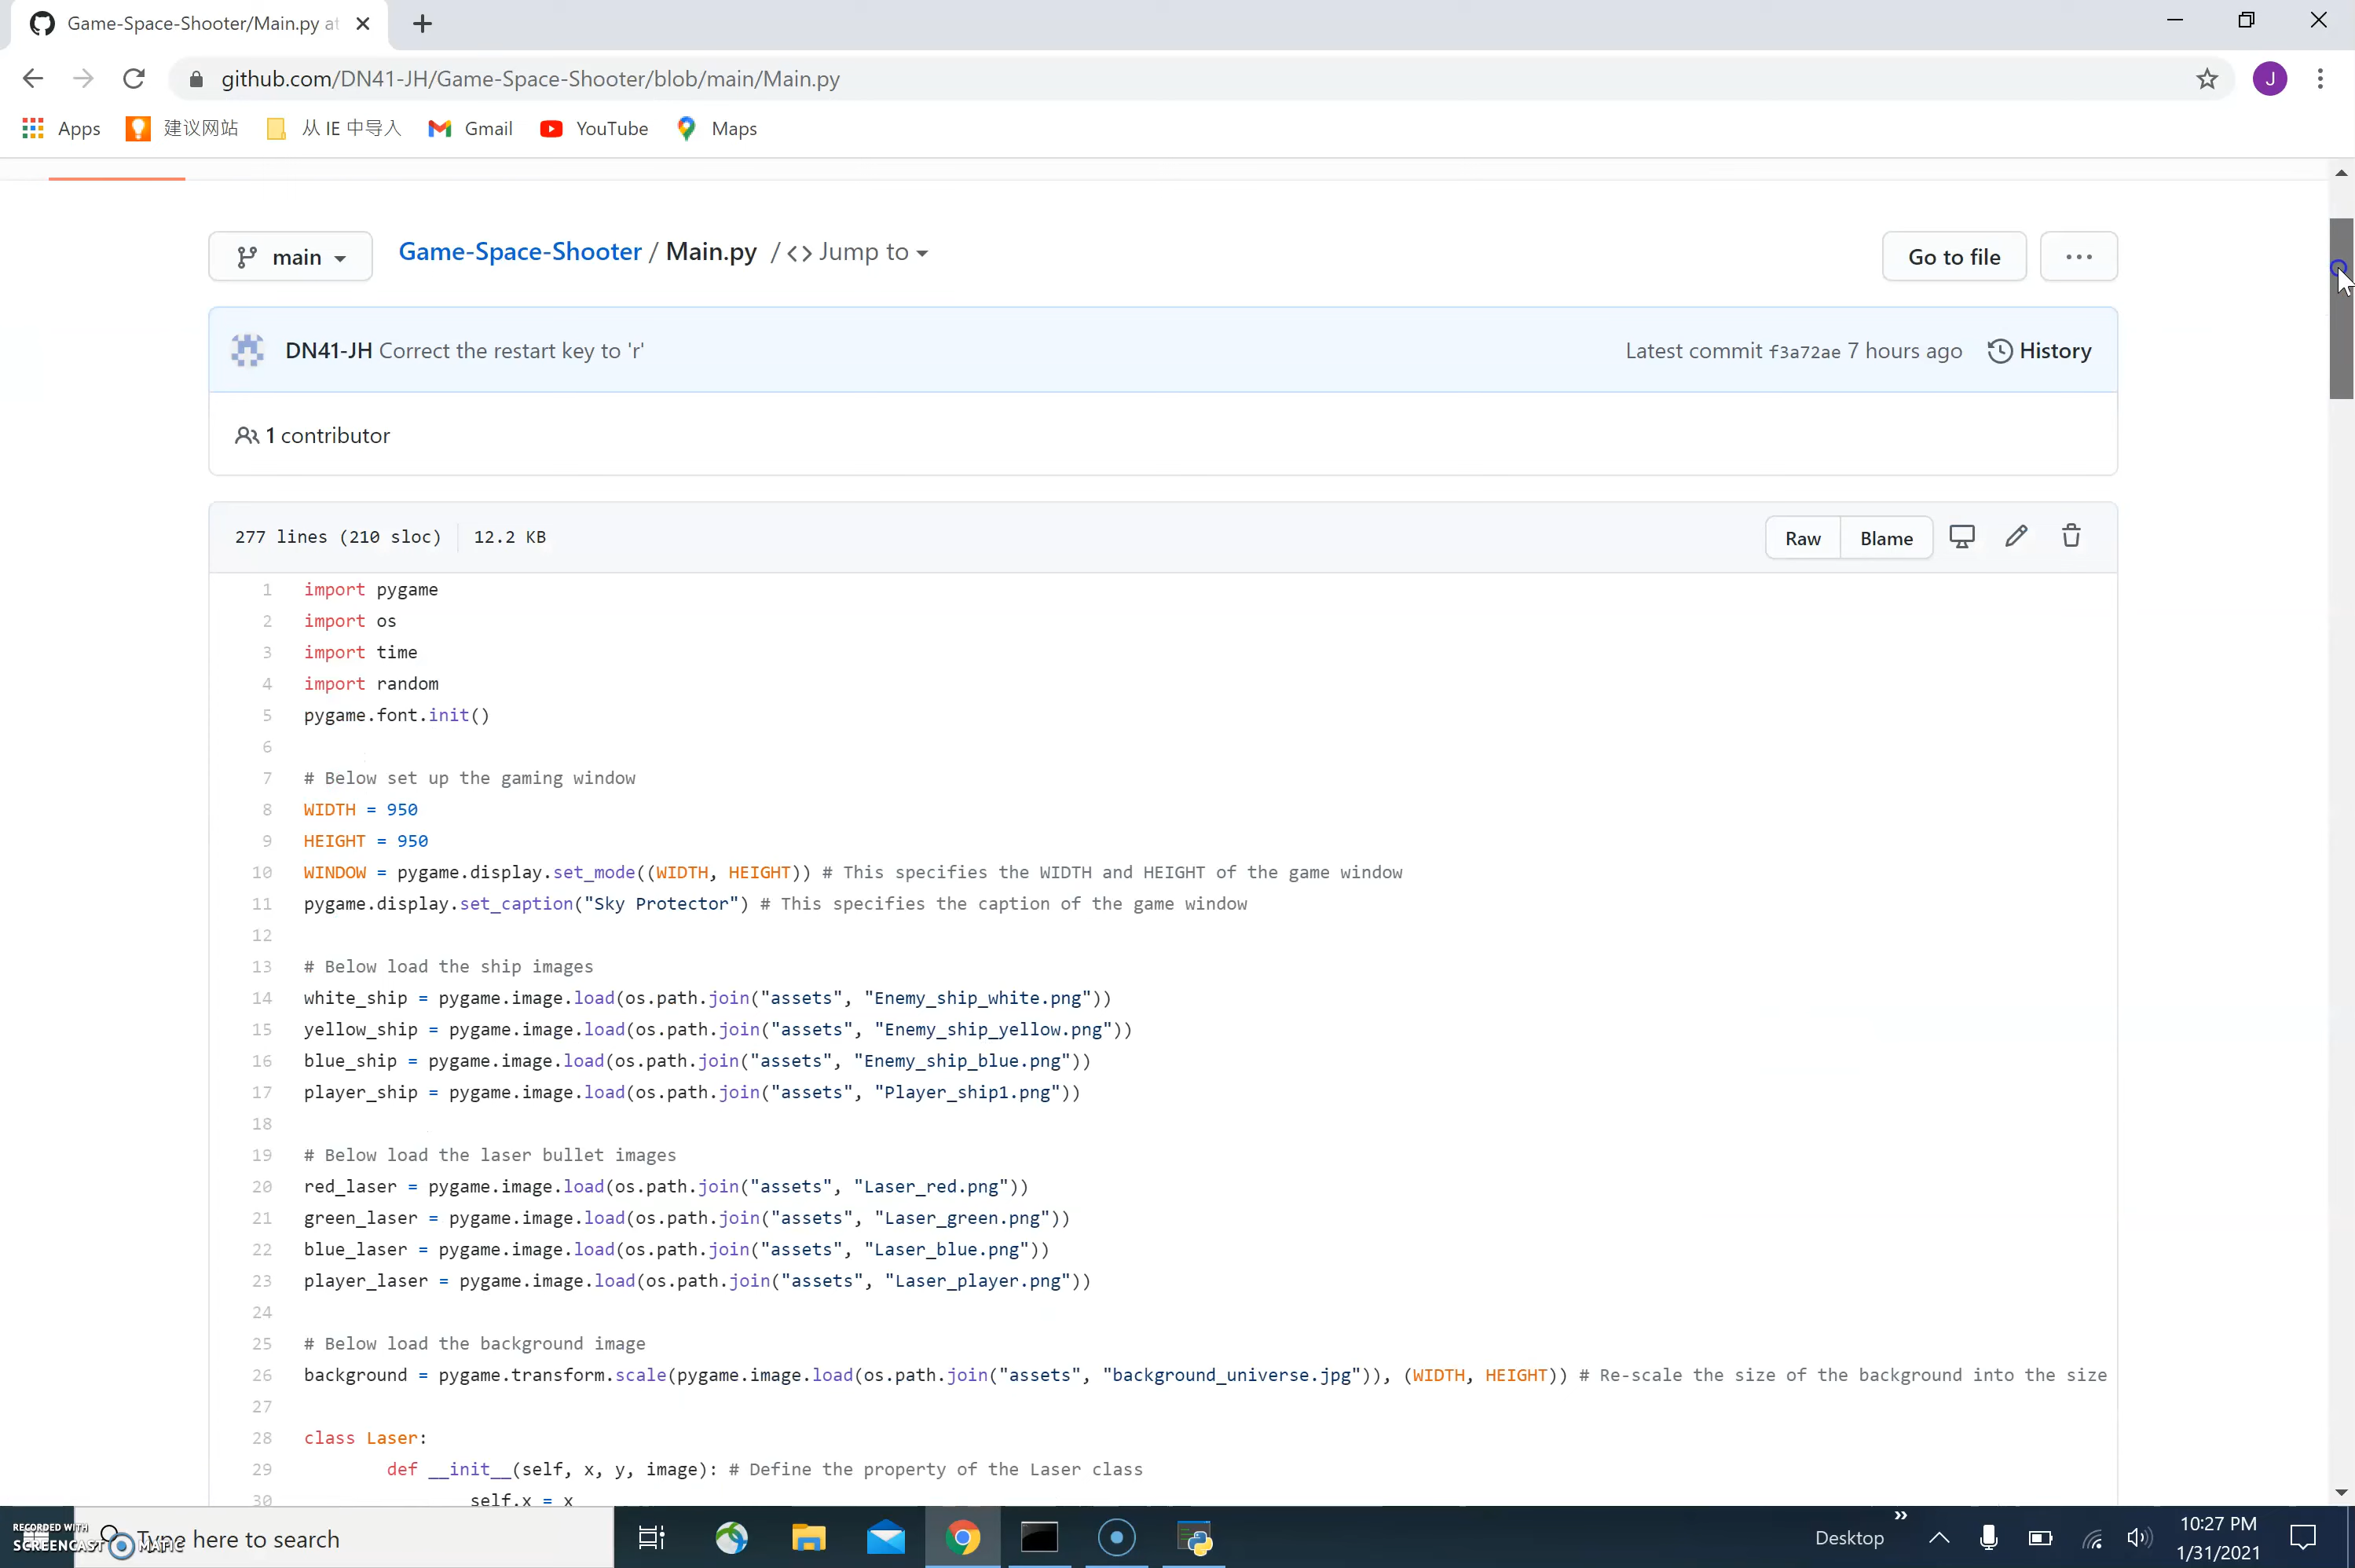 Game-Space-Shooter/Main.py at
github.com/DN41-JH/Game-Space-Shooter/blob/main/Main.py
J
Apps 建议网站 从 IE 中导入 Gmail YouTube Maps
main Game-Space-Shooter / Main.py / <> Jump to Go to file ...
DN41-JH Correct the restart key to 'r' Latest commit f3a72ae 7 hours ago History
1 contributor
277 lines (210 sloc) 12.2 KB Raw Blame
1 import pygame
2 import os
3 import time
4 import random
5 pygame.font.init()
6
7 # Below set up the gaming window
8 WIDTH = 950
9 HEIGHT = 950
10 WINDOW = pygame.display.set_mode((WIDTH, HEIGHT)) # This specifies the WIDTH and HEIGHT of the game window
11 pygame.display.set_caption("Sky Protector") # This specifies the caption of the game window
12
13 # Below load the ship images
14 white_ship = pygame.image.load(os.path.join("assets", "Enemy_ship_white.png"))
15 yellow_ship = pygame.image.load(os.path.join("assets", "Enemy_ship_yellow.png"))
16 blue_ship = pygame.image.load(os.path.join("assets", "Enemy_ship_blue.png"))
17 player_ship = pygame.image.load(os.path.join("assets", "Player_ship1.png"))
18
19 # Below load the laser bullet images
20 red_laser = pygame.image.load(os.path.join("assets", "Laser_red.png"))
21 green_laser = pygame.image.load(os.path.join("assets", "Laser_green.png"))
22 blue_laser = pygame.image.load(os.path.join("assets", "Laser_blue.png"))
23 player_laser = pygame.image.load(os.path.join("assets", "Laser_player.png"))
24
25 # Below load the background image
26 background = pygame.transform.scale(pygame.image.load(os.path.join("assets", "background_universe.jpg")), (WIDTH, HEIGHT)) # Re-scale the size of the background into the size
27
28 class Laser:
29 def __init__(self, x, y, image): # Define the property of the Laser class
30 self.x = x
RECORDED WITH
SCREENCAST MATIC
Type here to search
Desktop
10:27 PM
1/31/2021